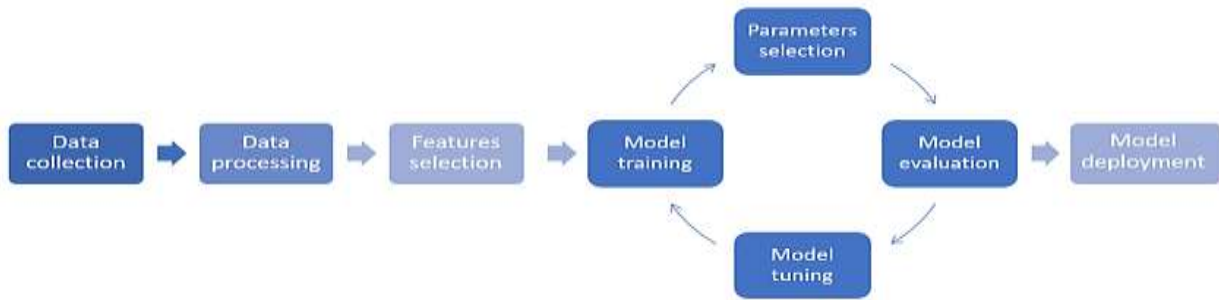 Data
collection
Data
processing
Features
selection
Model
training
Parameters
selection
Model
evaluation
Model
tuning
Model
deployment